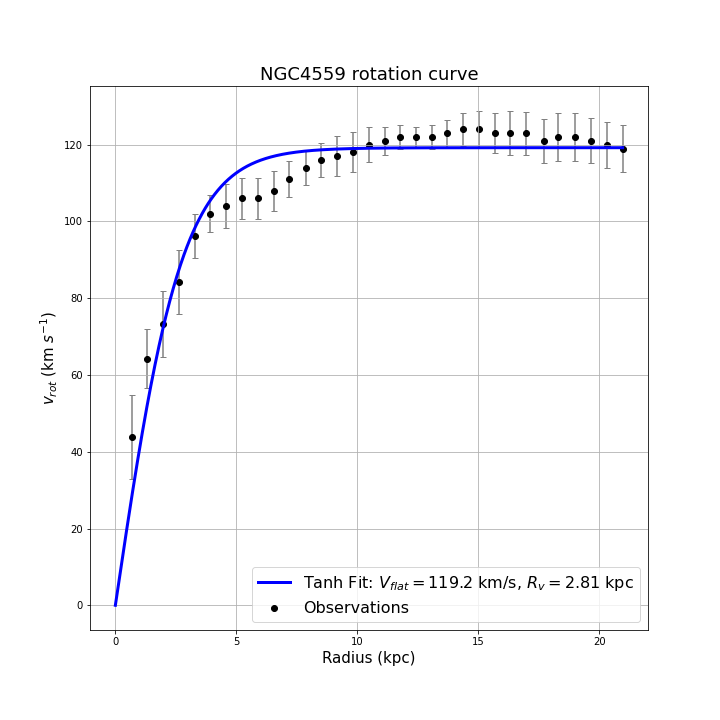 NGC4559 rotation curve
120
100
80
60
40
20
0
v_rot (km s⁻¹)
Tanh Fit: V_flat = 119.2 km/s, R_v = 2.81 kpc
Observations
0 5 10 15 20
Radius (kpc)